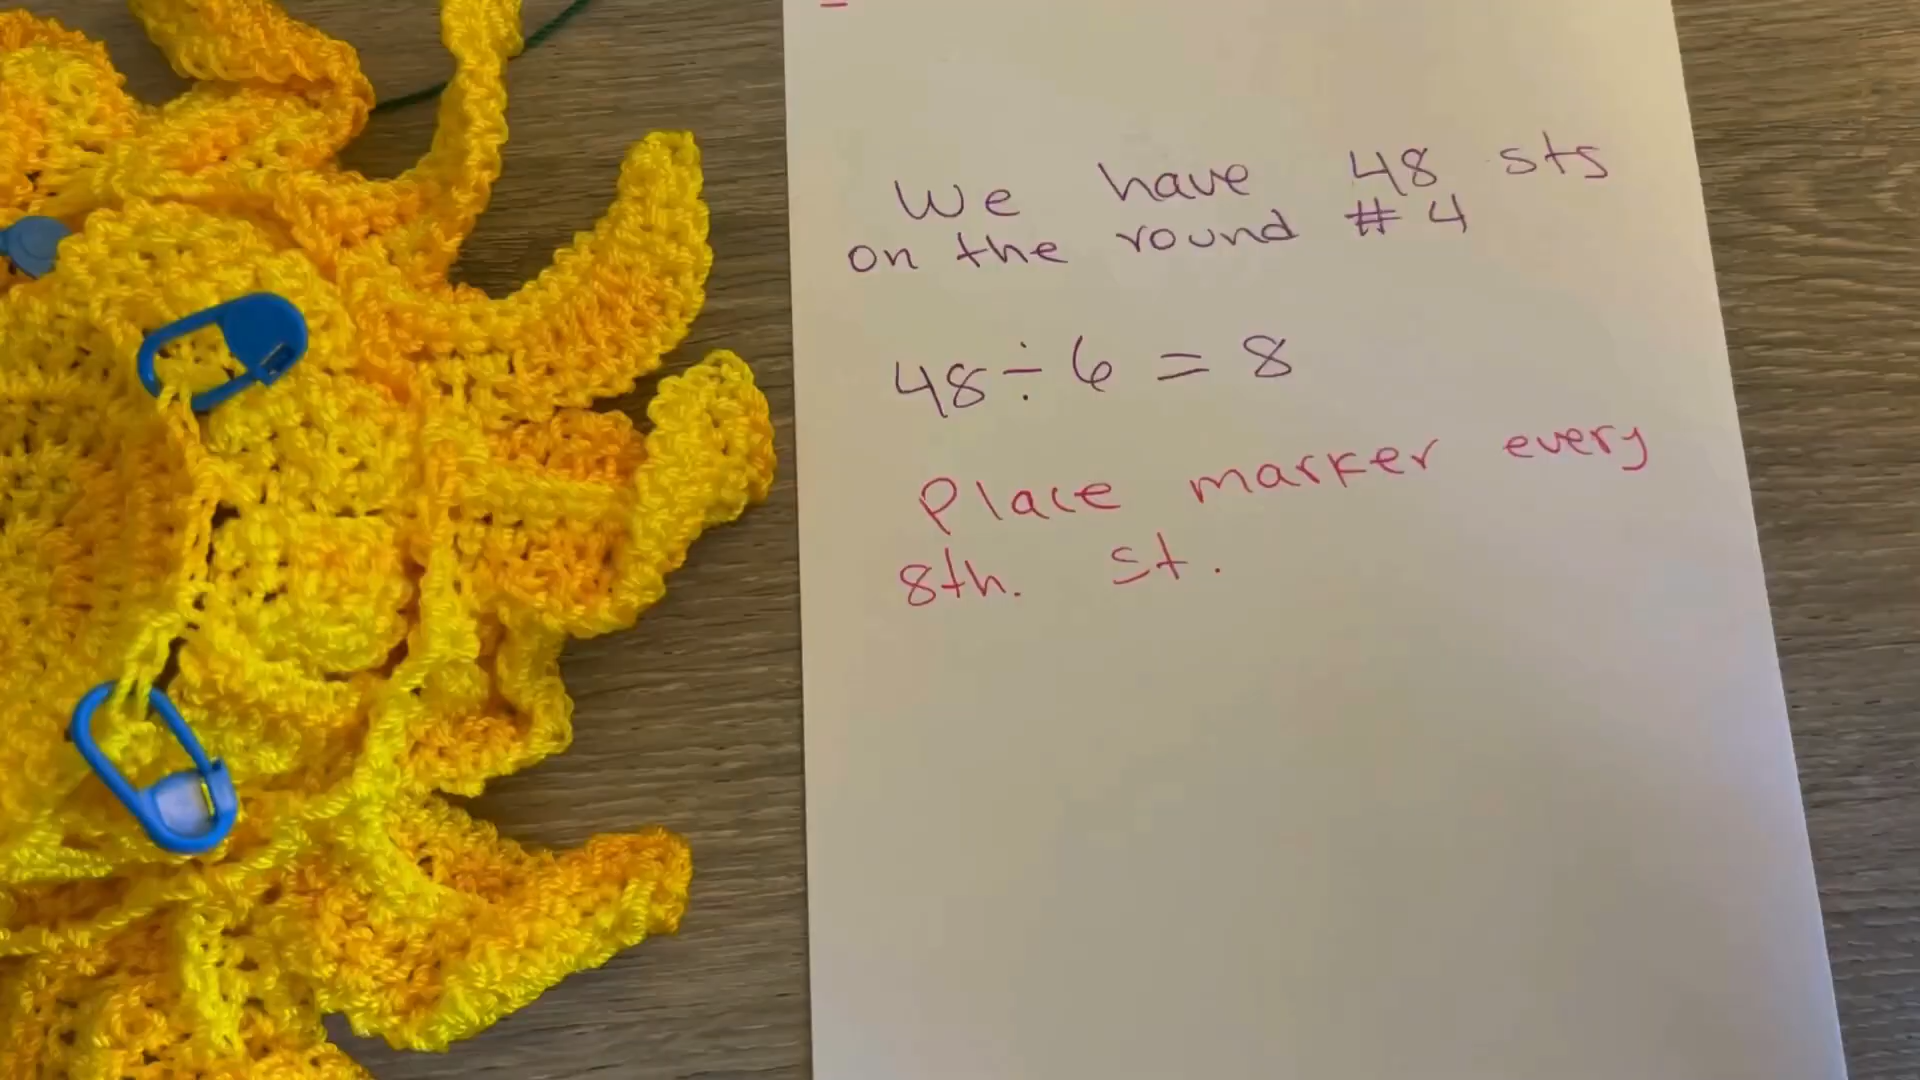 We have 48 sts
on the round # 4
48 ÷ 6 = 8
Place marker every
8th. st.